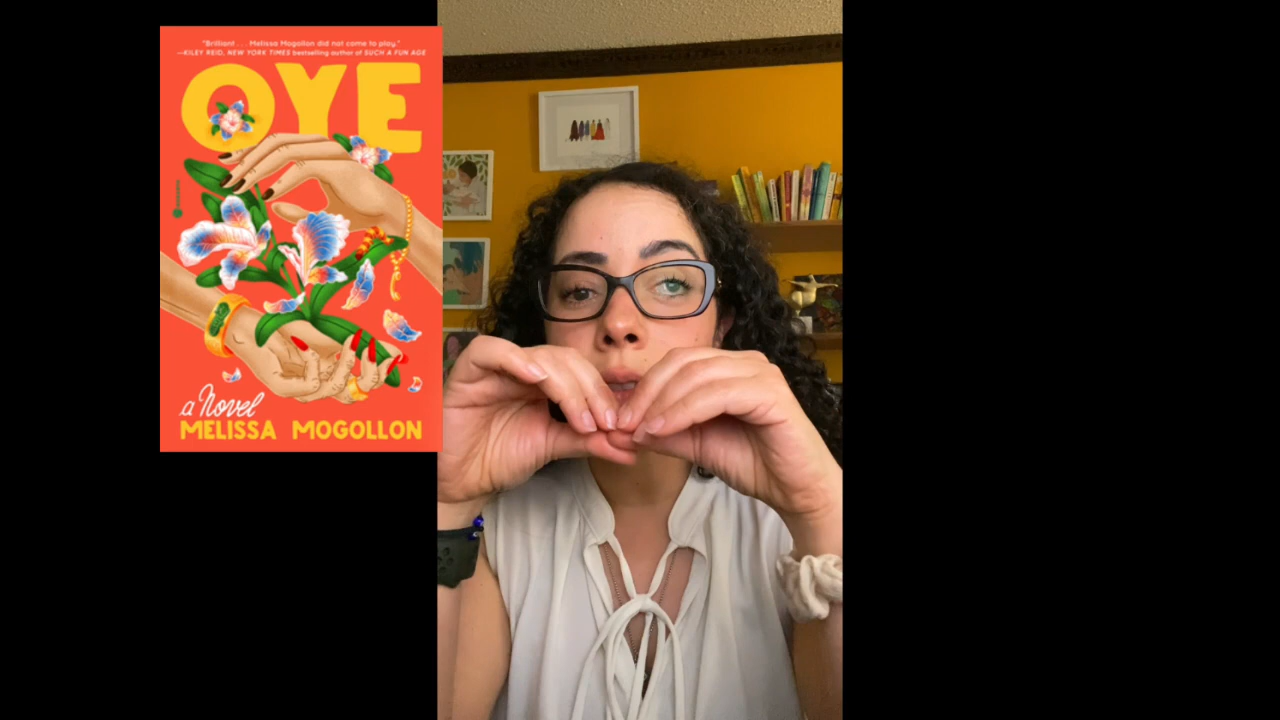 "Brilliant . . . Melissa Mogollon did not come to play."
—KILEY REID, NEW YORK TIMES bestselling author of SUCH A FUN AGE
OYE
a Novel
MELISSA MOGOLLON